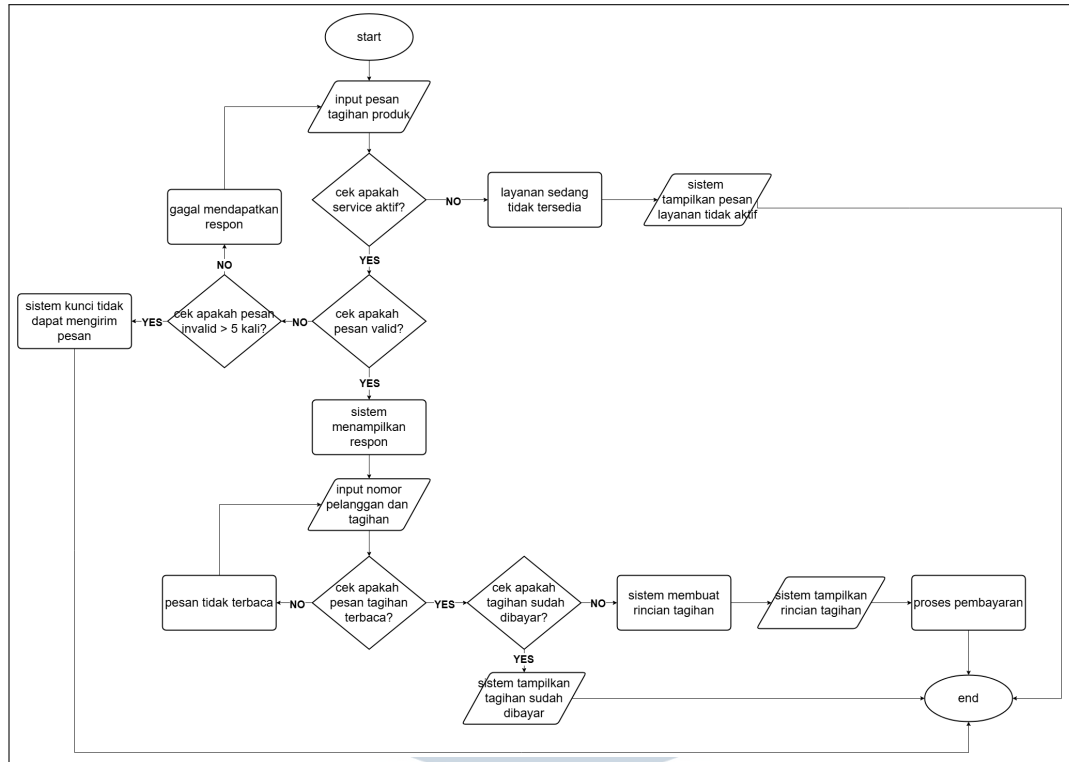 start
input pesan
tagihan produk
cek apakah
service aktif?
NO
layanan sedang
tidak tersedia
sistem
tampilkan pesan
layanan tidak aktif
gagal mendapatkan
respon
NO
YES
sistem kunci tidak
dapat mengirim
pesan
YES
cek apakah pesan
invalid > 5 kali?
NO
cek apakah
pesan valid?
YES
sistem
menampilkan
respon
input nomor
pelanggan dan
tagihan
pesan tidak terbaca
NO
cek apakah
pesan tagihan
terbaca?
YES
cek apakah
tagihan sudah
dibayar?
NO
sistem membuat
rincian tagihan
sistem tampilkan
rincian tagihan
proses pembayaran
YES
sistem tampilkan
tagihan sudah
dibayar
end